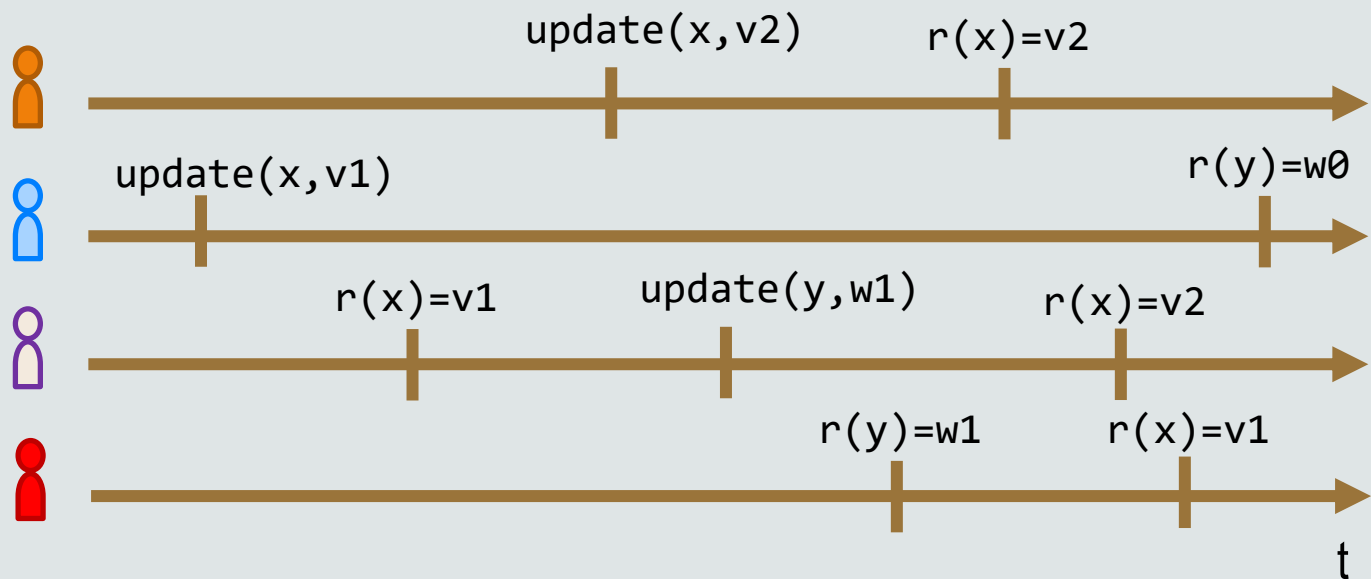 update(x,v2)
r(x)=v2
update(x,v1)
r(y)=w0
r(x)=v1
update(y,w1)
r(x)=v2
r(y)=w1
r(x)=v1
t